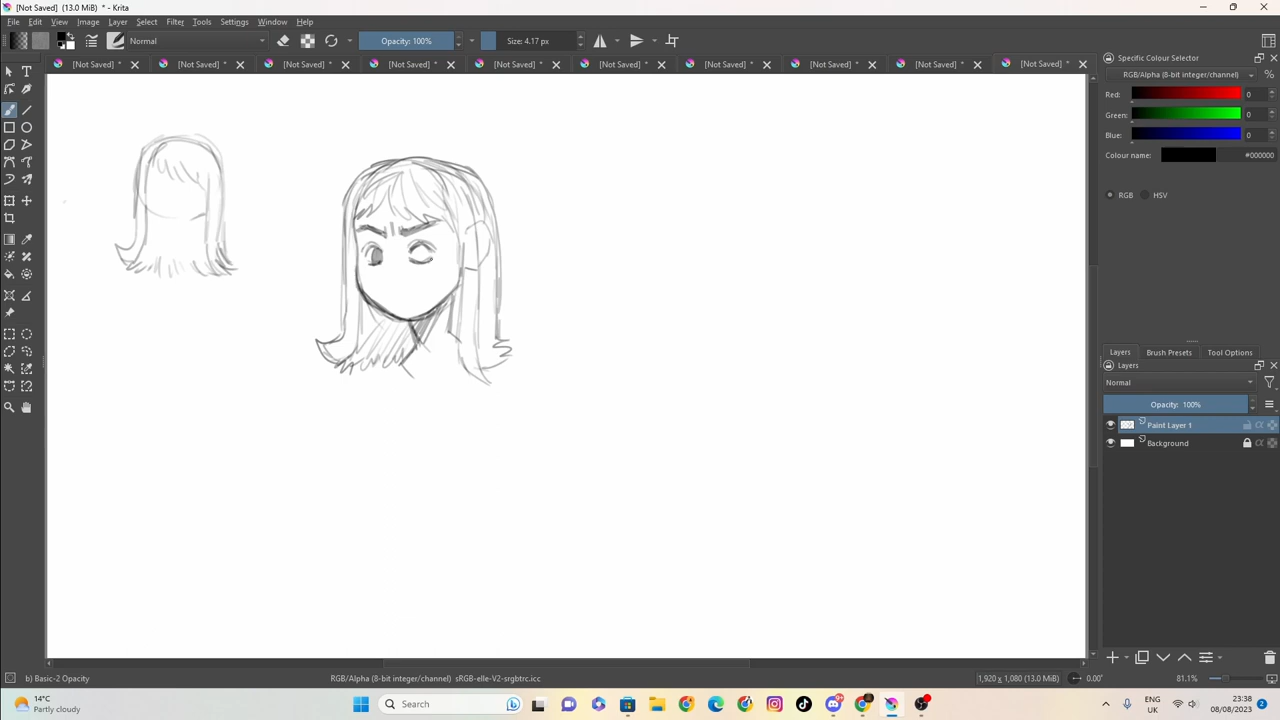 [Not Saved] (13.0 MiB) * - Krita
File Edit View Image Layer Select Filter Tools Settings Window Help
Normal Opacity: 100% Size: 4.17 px
[Not Saved] * [Not Saved] * [Not Saved] * [Not Saved] * [Not Saved] * [Not Saved] * [Not Saved] * [Not Saved] * [Not Saved] * [Not Saved] *
Specific Colour Selector
RGB/Alpha (8-bit integer/channel) %
Red: 0
Green: 0
Blue: 0
Colour name: #000000
RGB HSV
Layers Brush Presets Tool Options
Layers
Normal
Opacity: 100%
Paint Layer 1
Background
b) Basic-2 Opacity RGB/Alpha (8-bit integer/channel) sRGB-elle-V2-srgbtrc.icc 1,920 x 1,080 (13.0 MiB) 0.00° 81.1%
14°C
Partly cloudy
Search
ENG
UK
23:38
08/08/2023